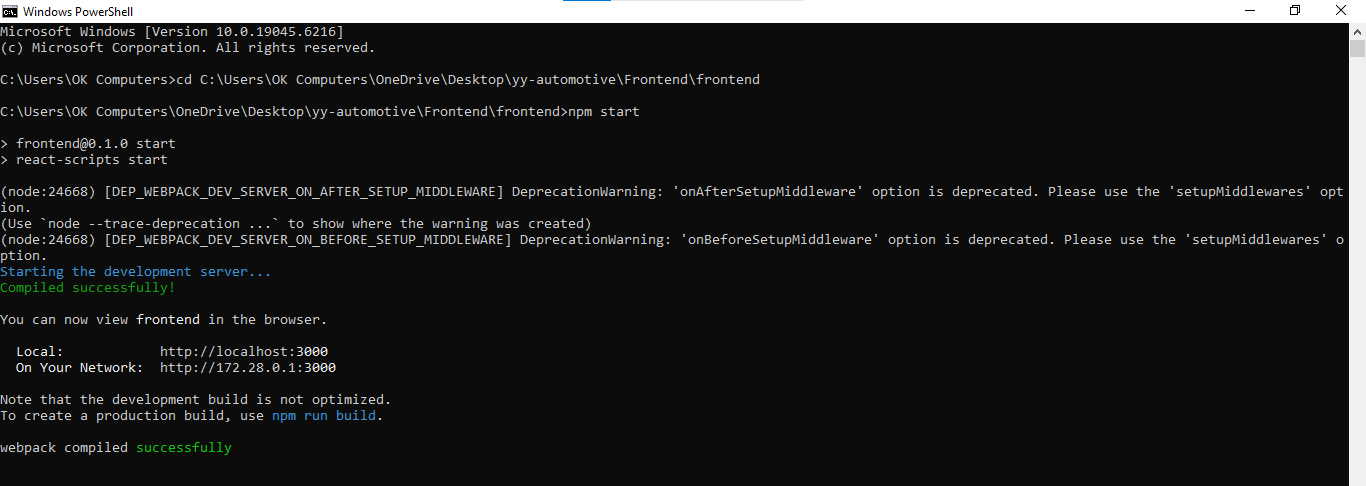 Windows PowerShell
Microsoft Windows [Version 10.0.19045.6216]
(c) Microsoft Corporation. All rights reserved.
C:\Users\OK Computers>cd C:\Users\OK Computers\OneDrive\Desktop\yy-automotive\Frontend\frontend
C:\Users\OK Computers\OneDrive\Desktop\yy-automotive\Frontend\frontend>npm start
> frontend@0.1.0 start
> react-scripts start
(node:24668) [DEP_WEBPACK_DEV_SERVER_ON_AFTER_SETUP_MIDDLEWARE] DeprecationWarning: 'onAfterSetupMiddleware' option is deprecated. Please use the 'setupMiddlewares' opt
ion.
(Use `node --trace-deprecation ...` to show where the warning was created)
(node:24668) [DEP_WEBPACK_DEV_SERVER_ON_BEFORE_SETUP_MIDDLEWARE] DeprecationWarning: 'onBeforeSetupMiddleware' option is deprecated. Please use the 'setupMiddlewares' o
ption.
Starting the development server...
Compiled successfully!
You can now view frontend in the browser.
Local: http://localhost:3000
On Your Network: http://172.28.0.1:3000
Note that the development build is not optimized.
To create a production build, use npm run build.
webpack compiled successfully